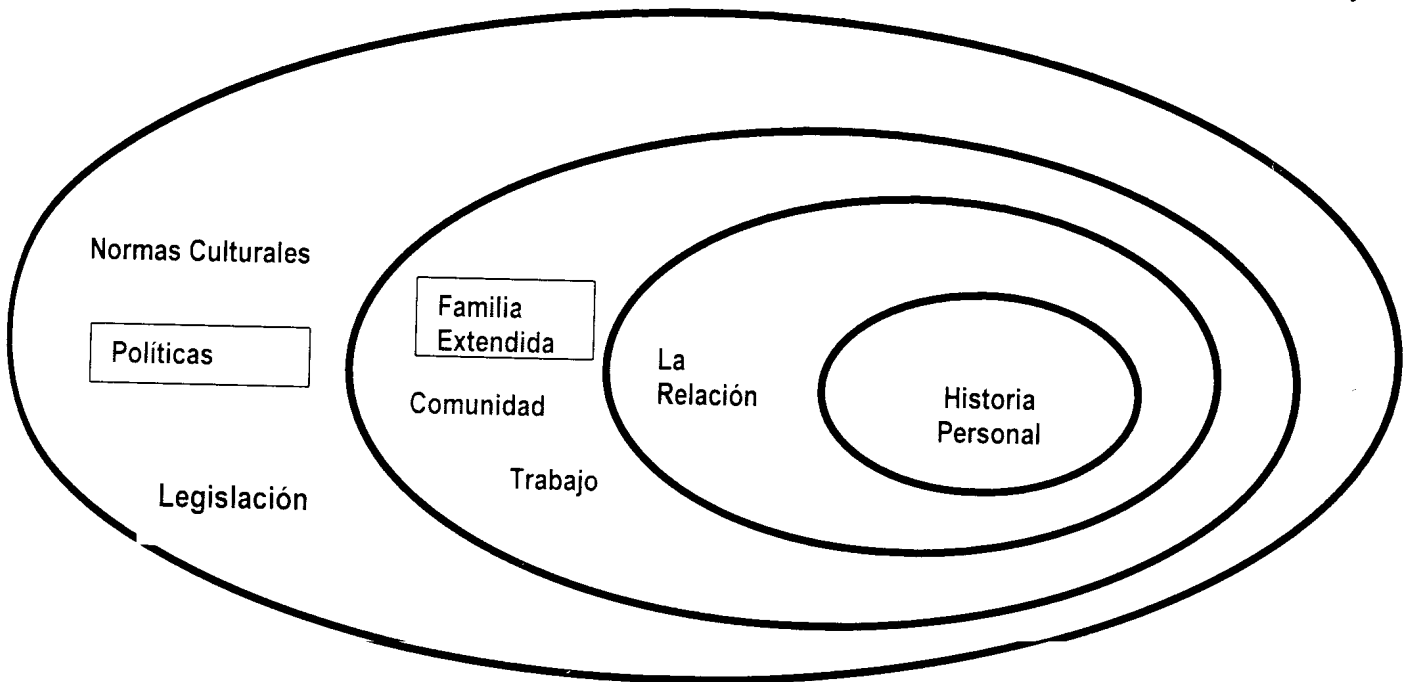 Normas Culturales
Políticas
Legislación
Familia
Extendida
Comunidad
Trabajo
La
Relación
Historia
Personal